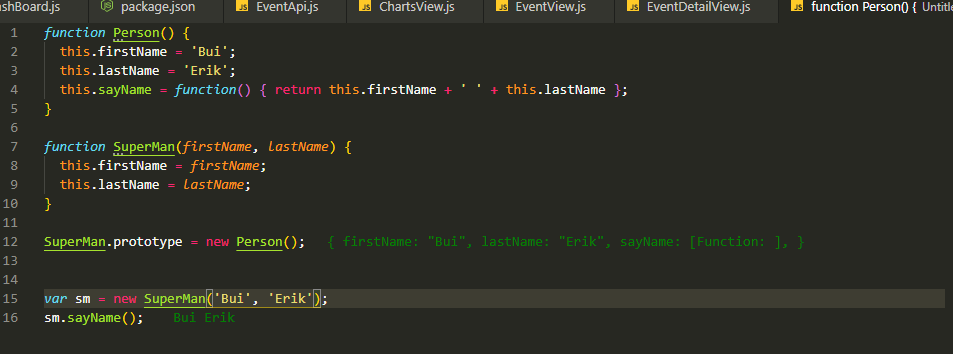 shBoard.js package.json EventApi.js ChartsView.js EventView.js EventDetailView.js function Person() { Untitle
1 function Person() {
2 this.firstName = 'Bui';
3 this.lastName = 'Erik';
4 this.sayName = function() { return this.firstName + ' ' + this.lastName };
5 }
6
7 function SuperMan(firstName, lastName) {
8 this.firstName = firstName;
9 this.lastName = lastName;
10 }
11
12 SuperMan.prototype = new Person(); { firstName: "Bui", lastName: "Erik", sayName: [Function: ], }
13
14
15 var sm = new SuperMan('Bui', 'Erik');
16 sm.sayName(); Bui Erik